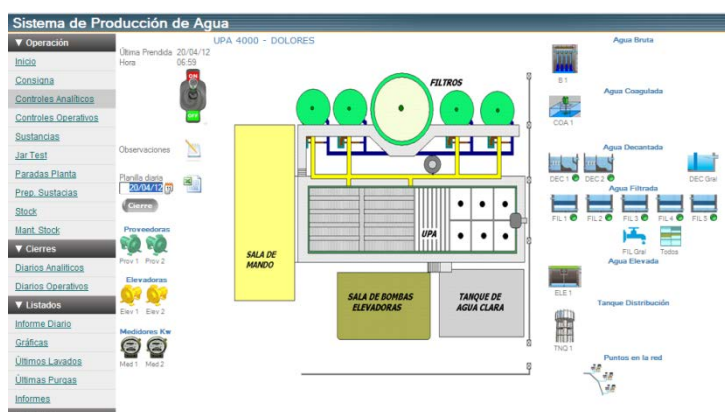 Sistema de Producción de Agua
▼ Operación
Inicio
Consigna
Controles Analíticos
Controles Operativos
Sustancias
Jar Test
Paradas Planta
Prep. Sustacias
Stock
Mant. Stock
▼ Cierres
Diarios Analíticos
Diarios Operativos
▼ Listados
Informe Diario
Gráficas
Últimos Lavados
Últimas Purgas
Informes
UPA 4000 - DOLORES
Última Prendida 20/04/12
Hora 06:59
ON
OFF
Observaciones
Planilla diaria
20/04/12
Cierre
Proveedoras
Prov 1 Prov 2
Elevadoras
Elev 1 Elev 2
Medidores Kw
Med 1 Med 2
FILTROS
SALA DE
MANDO
UPA
SALA DE BOMBAS
ELEVADORAS
TANQUE DE
AGUA CLARA
Agua Bruta
B 1
Agua Coagulada
COA 1
Agua Decantada
DEC 1 DEC 2 DEC Gral
Agua Filtrada
FIL 1 FIL 2 FIL 3 FIL 4 FIL 5
FIL Gral Todos
Agua Elevada
ELE 1
Tanque Distribución
TNQ 1
Puntos en la red